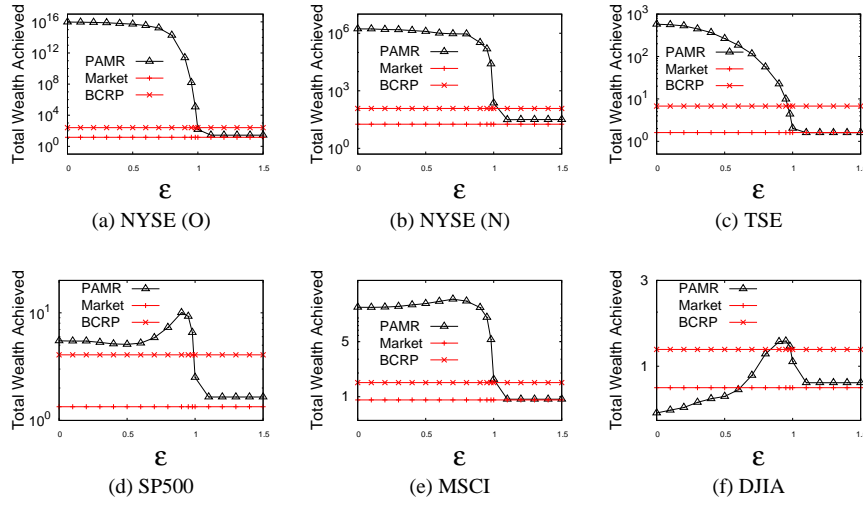 Total Wealth Achieved
10^16
10^12
10^8
10^4
10^0
PAMR
Market
BCRP
0
0.5
1
1.5
ε
(a) NYSE (O)
Total Wealth Achieved
10^6
10^2
10^0
PAMR
Market
BCRP
0
0.5
1
1.5
ε
(b) NYSE (N)
Total Wealth Achieved
10^3
10^2
10^1
10^0
PAMR
Market
BCRP
0
0.5
1
1.5
ε
(c) TSE
Total Wealth Achieved
10^1
10^0
PAMR
Market
BCRP
0
0.5
1
1.5
ε
(d) SP500
Total Wealth Achieved
5
1
PAMR
Market
BCRP
0
0.5
1
1.5
ε
(e) MSCI
Total Wealth Achieved
3
1
PAMR
Market
BCRP
0
0.5
1
1.5
ε
(f) DJIA